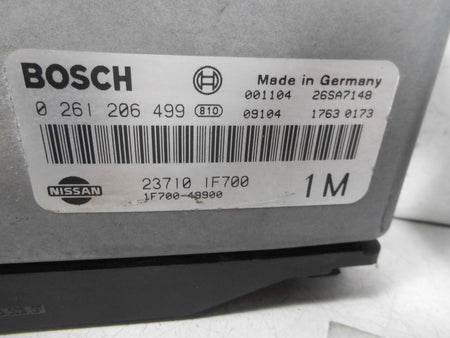 BOSCH Made in Germany
001104 26SA7148
0 261 206 499 810 09104 1763 0173
NISSAN 23710 1F700 1M
1F700-48900